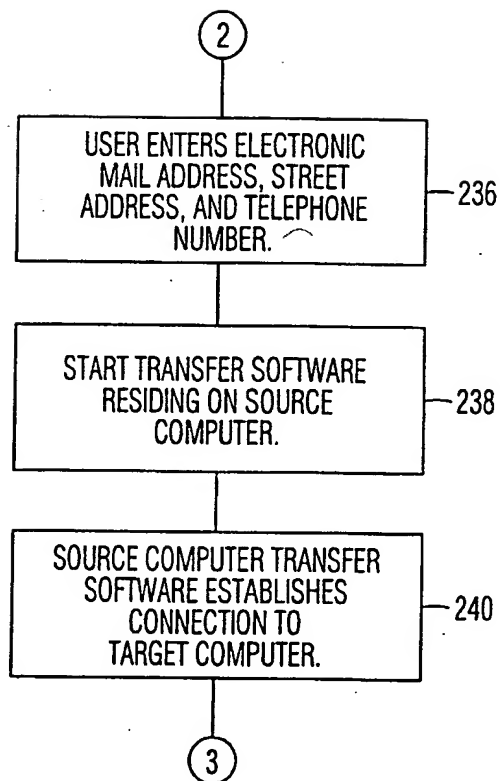 2
USER ENTERS ELECTRONIC
MAIL ADDRESS, STREET
ADDRESS, AND TELEPHONE
NUMBER.
236
START TRANSFER SOFTWARE
RESIDING ON SOURCE
COMPUTER.
238
SOURCE COMPUTER TRANSFER
SOFTWARE ESTABLISHES
CONNECTION TO
TARGET COMPUTER.
240
3